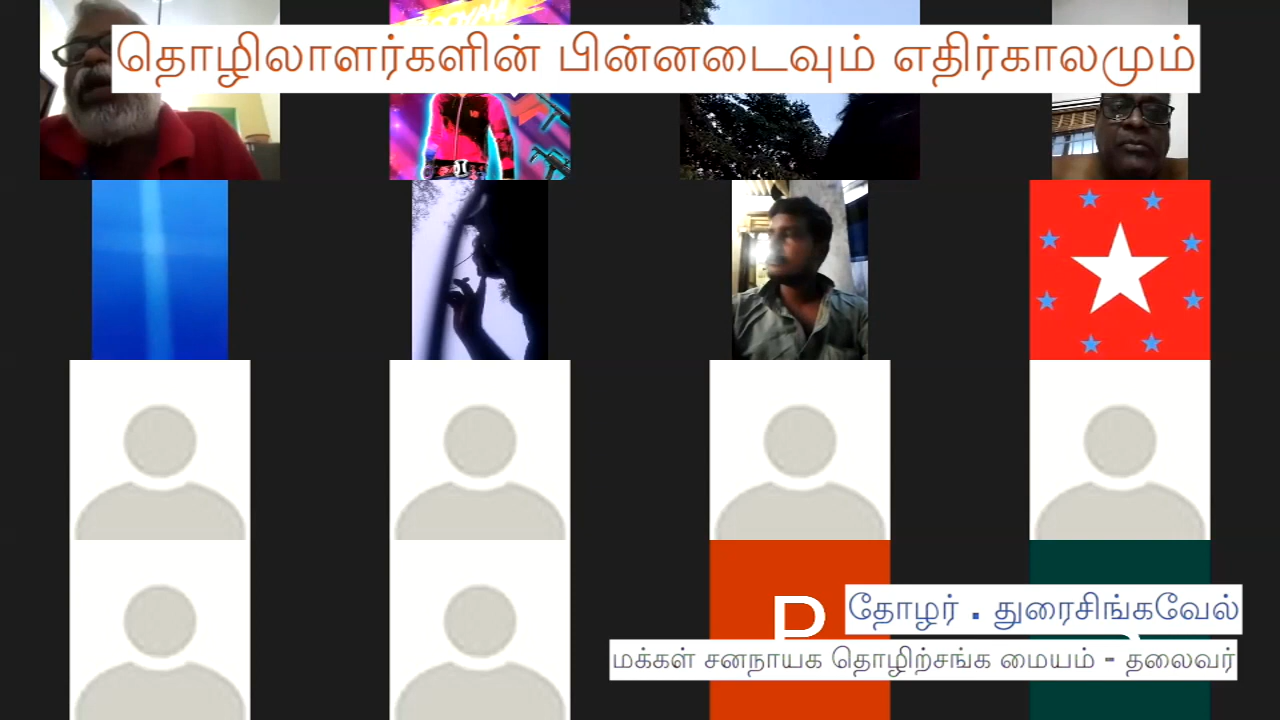 தொழிலாளர்களின் பின்னடைவும் எதிர்காலமும்
தோழர் . துரைசிங்கவேல்
மக்கள் சனநாயக தொழிற்சங்க மையம் - தலைவர்